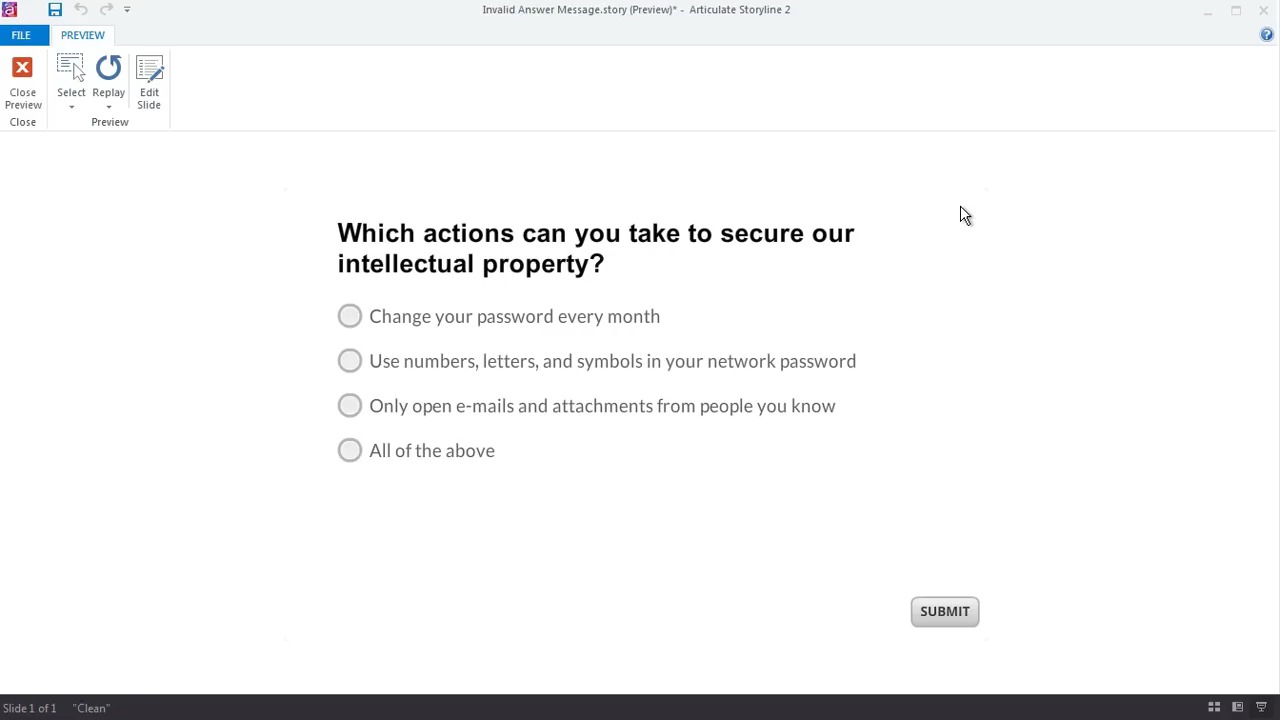 Invalid Answer Message.story (Preview)* - Articulate Storyline 2
FILE
PREVIEW
Close Preview
Select
Replay
Edit Slide
Close
Preview
Which actions can you take to secure our
intellectual property?
Change your password every month
Use numbers, letters, and symbols in your network password
Only open e-mails and attachments from people you know
All of the above
SUBMIT
Slide 1 of 1
"Clean"